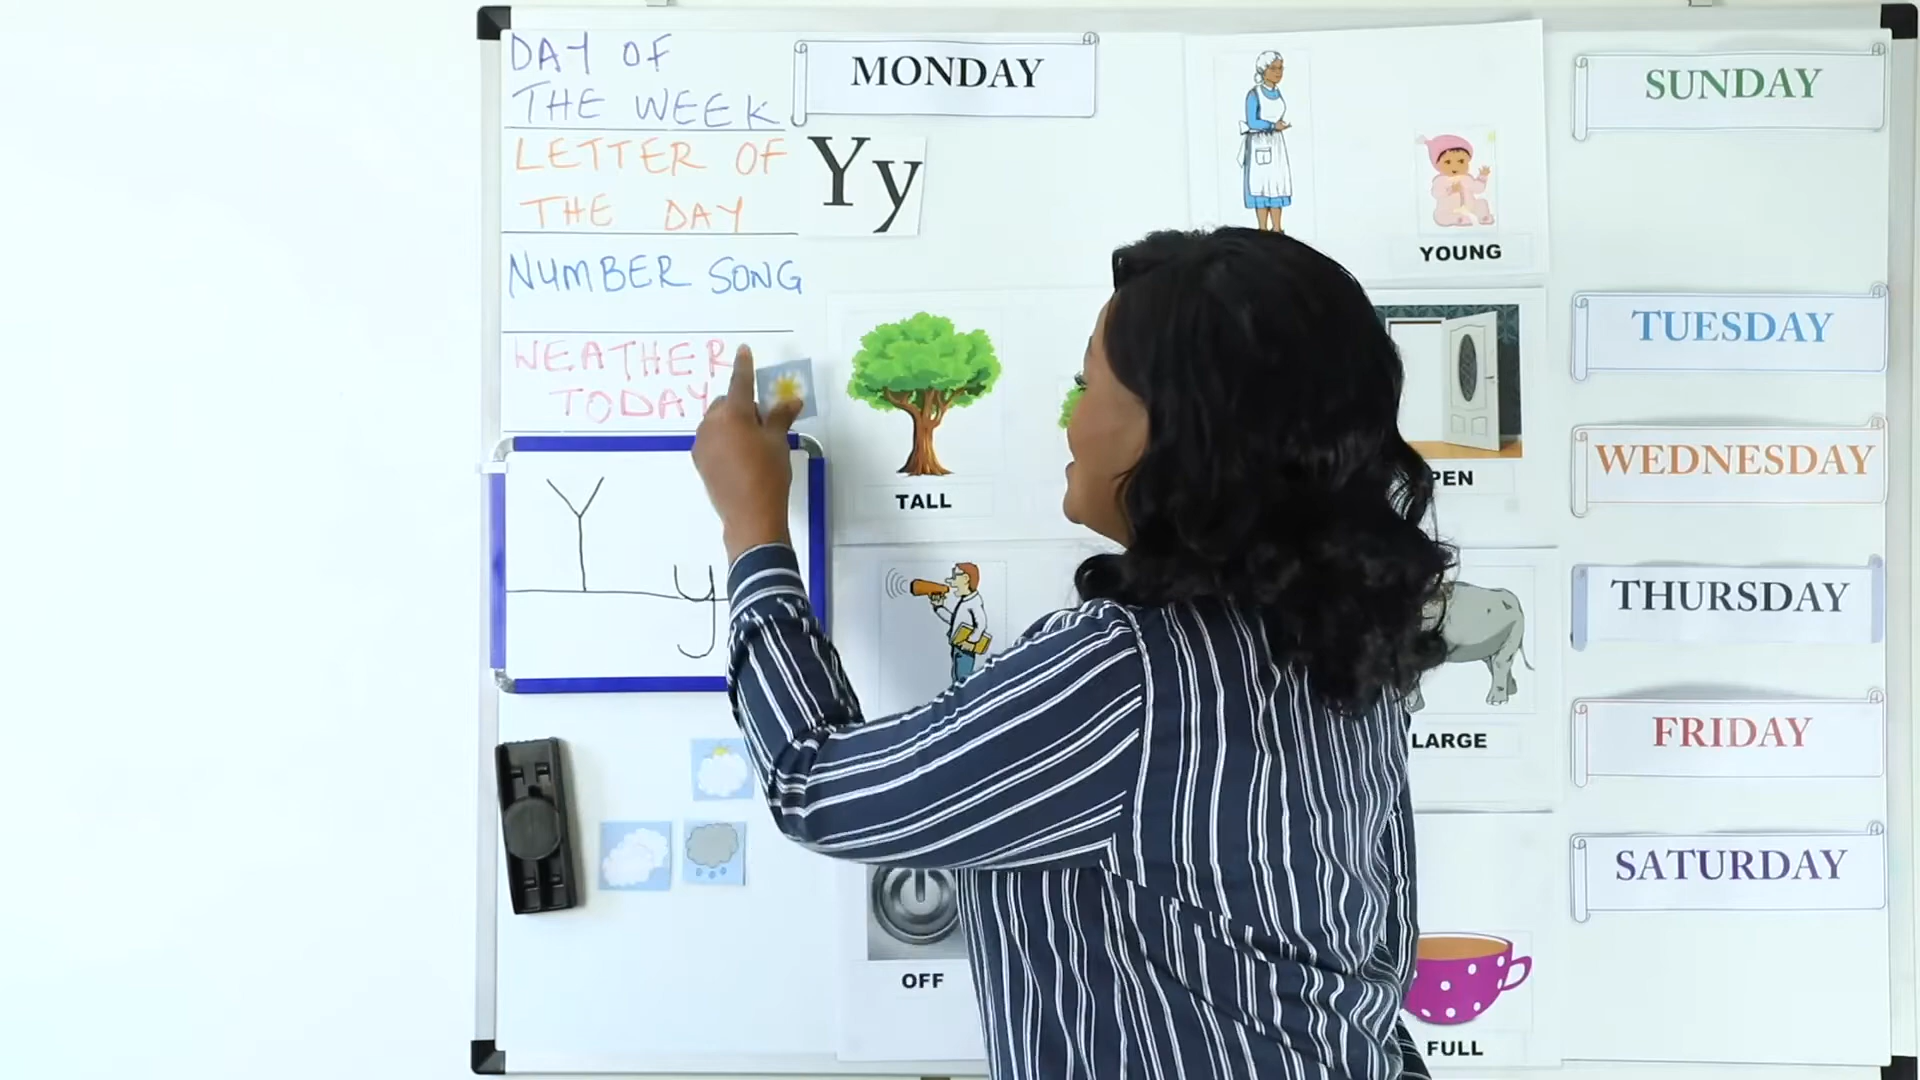 DAY OF
THE WEEK
MONDAY
LETTER OF
THE DAY
Yy
NUMBER SONG
WEATHER
TODAY
Y y
YOUNG
TALL
PEN
LARGE
OFF
FULL
SUNDAY
TUESDAY
WEDNESDAY
THURSDAY
FRIDAY
SATURDAY